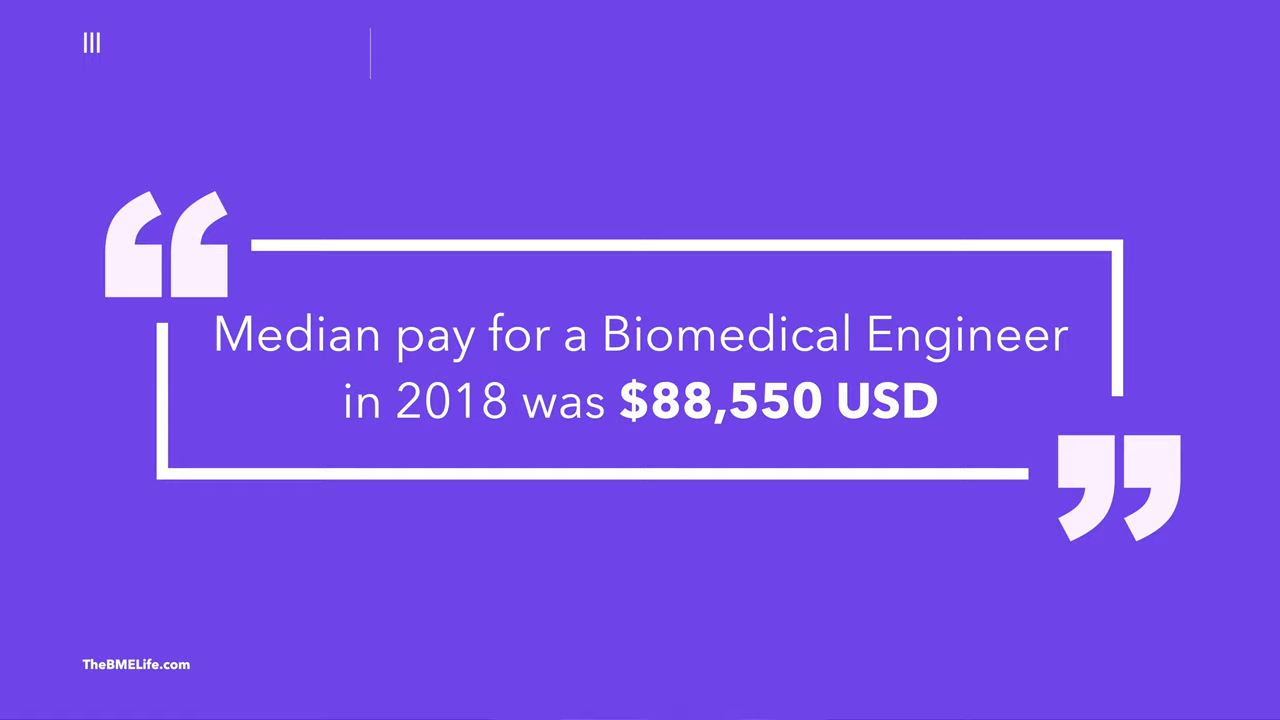 Median pay for a Biomedical Engineer
in 2018 was $88,550 USD
TheBMELife.com